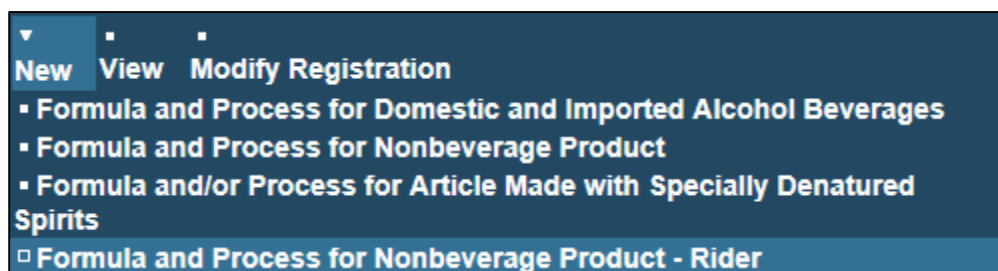 New View Modify Registration
Formula and Process for Domestic and Imported Alcohol Beverages
Formula and Process for Nonbeverage Product
Formula and/or Process for Article Made with Specially Denatured
Spirits
Formula and Process for Nonbeverage Product - Rider